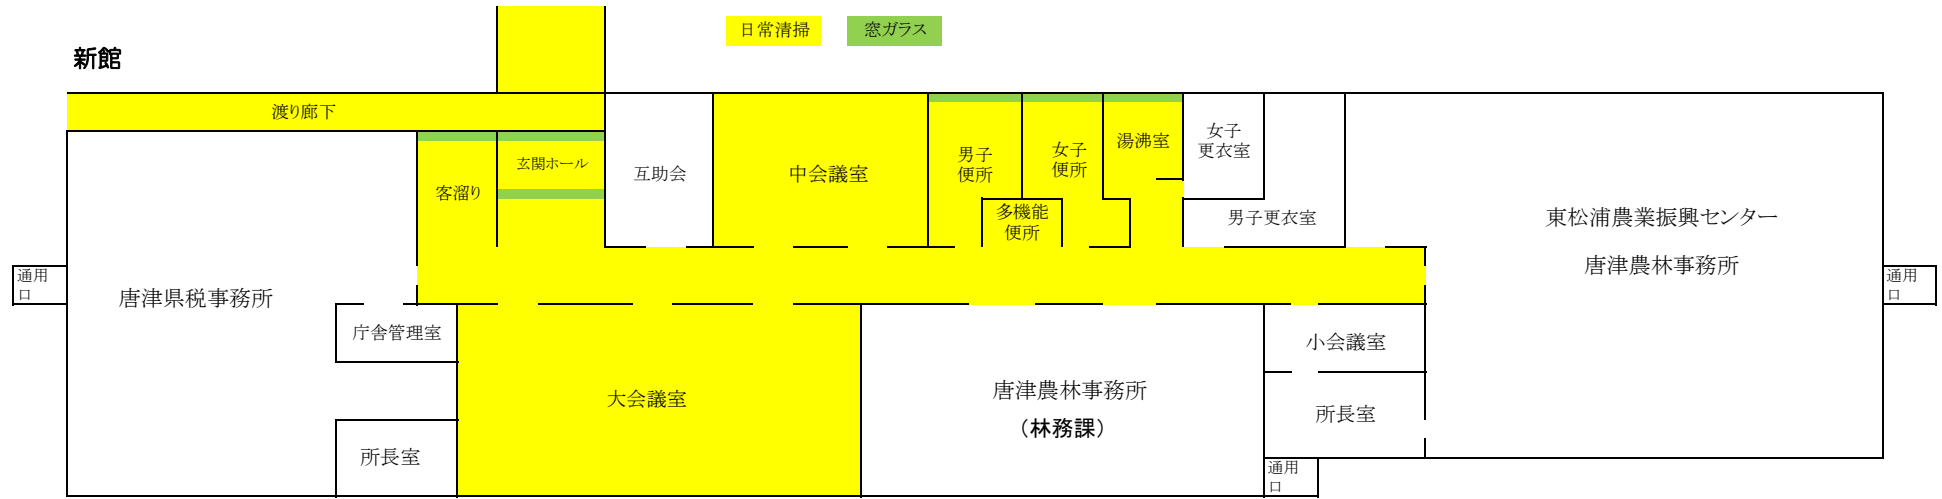 日常清掃
窓ガラス
新館
渡り廊下
玄関ホール
客溜り
互助会
中会議室
男子
便所
女子
便所
湯沸室
多機能
便所
女子
更衣室
男子更衣室
東松浦農業振興センター
唐津農林事務所
通用
口
唐津県税事務所
通用
口
庁舎管理室
小会議室
大会議室
唐津農林事務所
（林務課）
所長室
所長室
通用
口